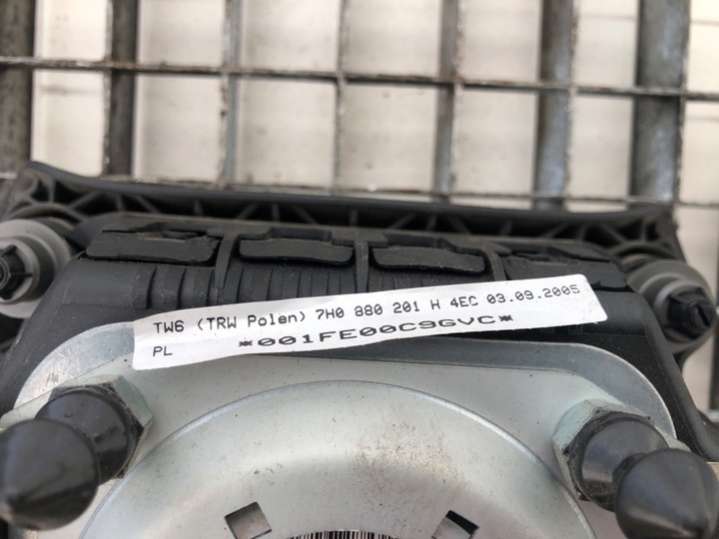 TW6 (TRW Polen) 7H0 880 201 H 4EC 03.09.2005
PL *001FE00C9GVC*